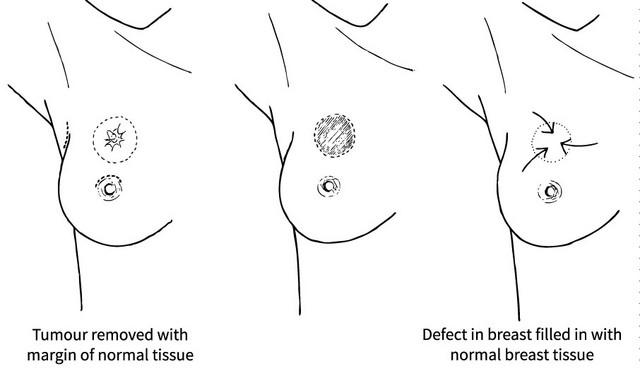 Tumour removed with
margin of normal tissue
Defect in breast filled in with
normal breast tissue